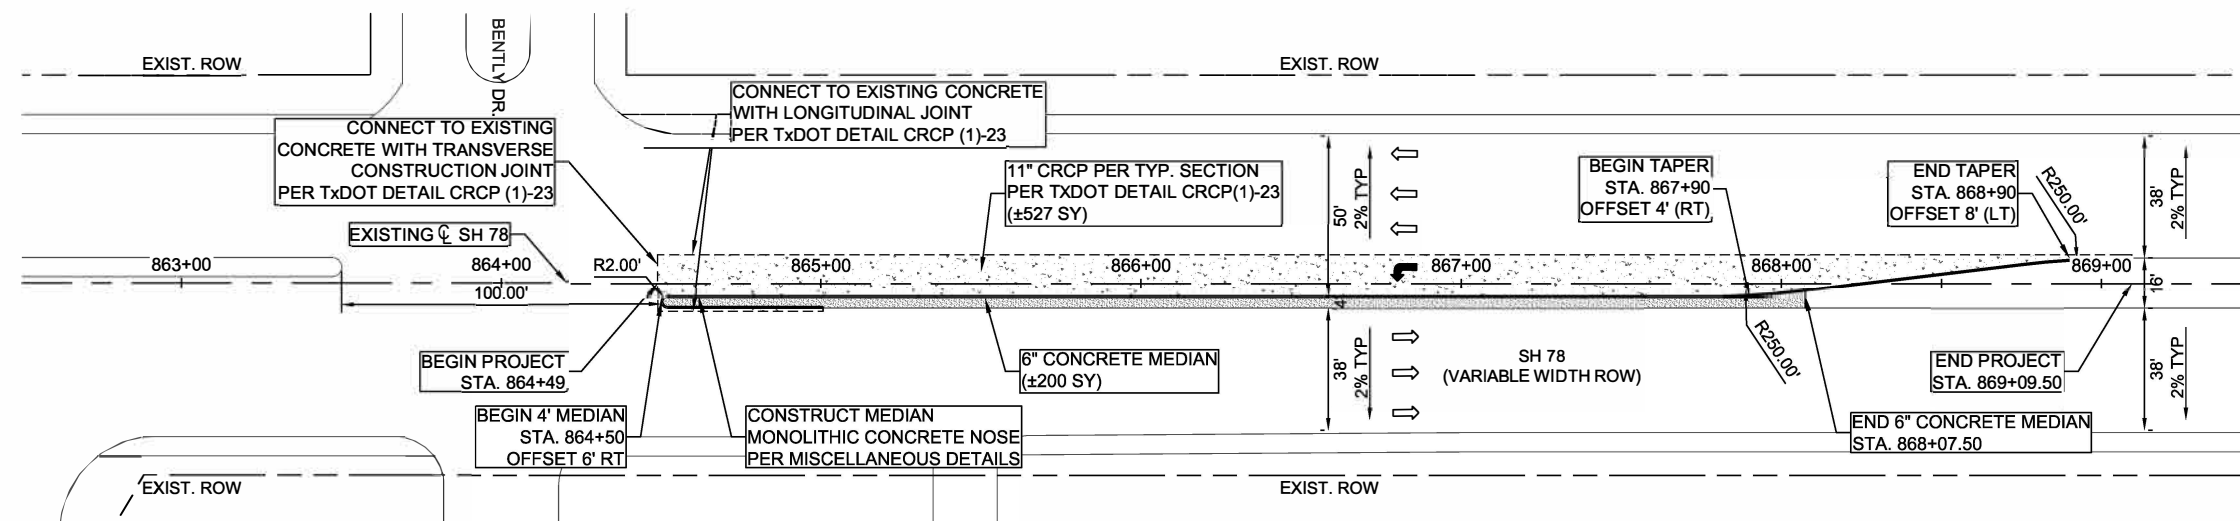 BENTLY DR.
EXIST. ROW
EXIST. ROW
CONNECT TO EXISTING CONCRETE
WITH LONGITUDINAL JOINT
PER TxDOT DETAIL CRCP (1)-23
CONNECT TO EXISTING
CONCRETE WITH TRANSVERSE
CONSTRUCTION JOINT
PER TxDOT DETAIL CRCP (1)-23
11" CRCP PER TYP. SECTION
PER TXDOT DETAIL CRCP(1)-23
(±527 SY)
50'
2% TYP
BEGIN TAPER
STA. 867+90
OFFSET 4' (RT)
END TAPER
STA. 868+90
OFFSET 8' (LT)
R250.00'
38'
2% TYP
EXISTING ℄ SH 78
863+00
864+00
R2.00'
865+00
866+00
867+00
868+00
869+00
100.00'
4'
16'
BEGIN PROJECT
STA. 864+49
6" CONCRETE MEDIAN
(±200 SY)
38'
2% TYP
SH 78
(VARIABLE WIDTH ROW)
R250.00'
END PROJECT
STA. 869+09.50
38'
2% TYP
BEGIN 4' MEDIAN
STA. 864+50
OFFSET 6' RT
CONSTRUCT MEDIAN
MONOLITHIC CONCRETE NOSE
PER MISCELLANEOUS DETAILS
END 6" CONCRETE MEDIAN
STA. 868+07.50
EXIST. ROW
EXIST. ROW